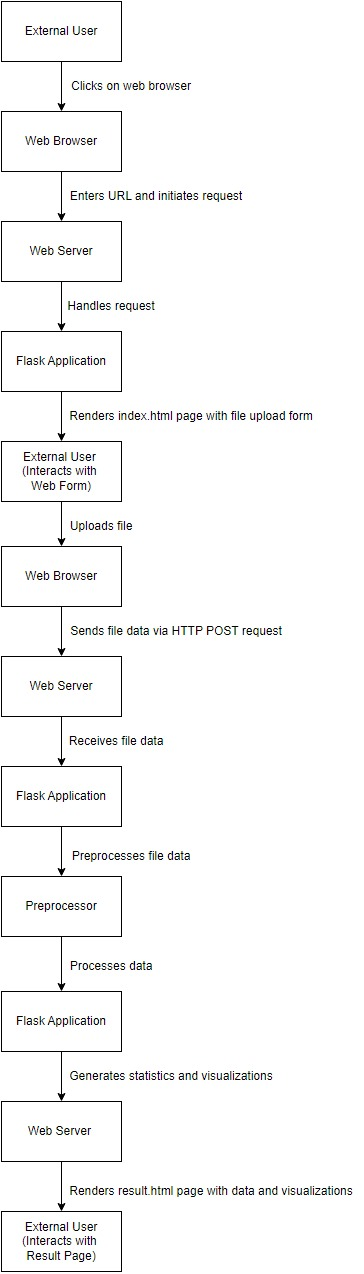 External User
Clicks on web browser
Web Browser
Enters URL and initiates request
Web Server
Handles request
Flask Application
Renders index.html page with file upload form
External User
(Interacts with
Web Form)
Uploads file
Web Browser
Sends file data via HTTP POST request
Web Server
Receives file data
Flask Application
Preprocesses file data
Preprocessor
Processes data
Flask Application
Generates statistics and visualizations
Web Server
Renders result.html page with data and visualizations
External User
(Interacts with
Result Page)